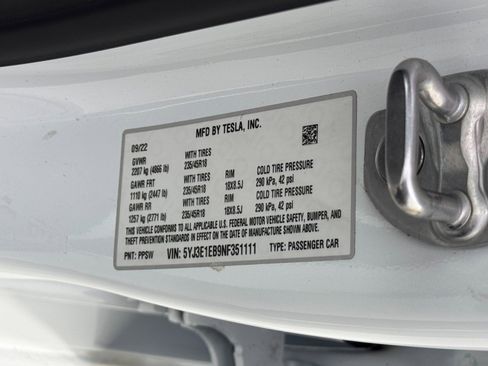 MFD BY TESLA, INC.
09/22
GVWR WITH TIRES
2207 kg (4866 lb) 235/45R18
GAWR FRT WITH TIRES RIM COLD TIRE PRESSURE
1110 kg (2447 lb) 235/45R18 18X8.5J 290 kPa, 42 psi
GAWR RR WITH TIRES RIM COLD TIRE PRESSURE
1257 kg (2771 lb) 235/45R18 18X8.5J 290 kPa, 42 psi
THIS VEHICLE CONFORMS TO ALL APPLICABLE U.S. FEDERAL MOTOR VEHICLE SAFETY, BUMPER, AND
THEFT PREVENTION STANDARDS IN EFFECT ON THE DATE OF MANUFACTURE SHOWN ABOVE.
PNT: PPSW VIN: 5YJ3E1EB9NF351111 TYPE: PASSENGER CAR